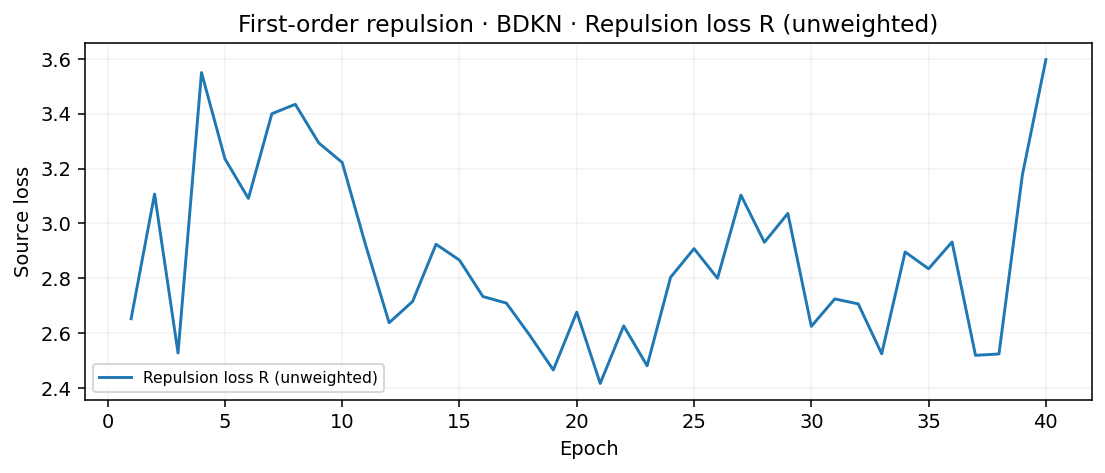 First-order repulsion · BDKN · Repulsion loss R (unweighted)
3.6
3.4
3.2
3.0
2.8
2.6
2.4
Source loss
Repulsion loss R (unweighted)
0 5 10 15 20 25 30 35 40
Epoch